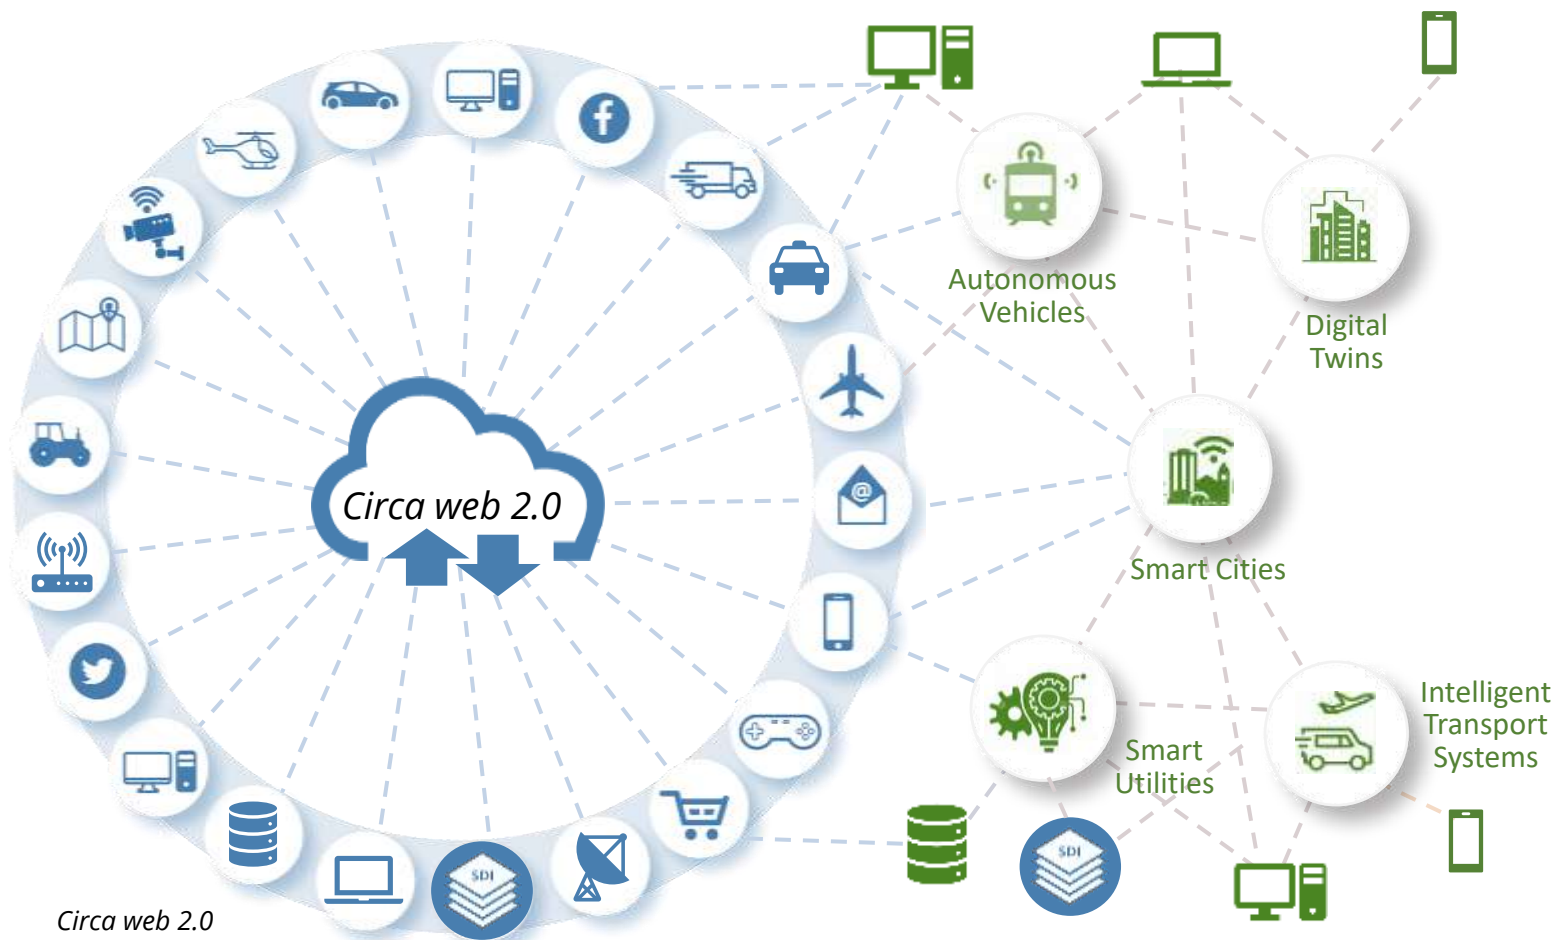 Autonomous
Vehicles
Digital
Twins
@
Circa web 2.0
Smart Cities
Intelligent
Transport
Systems
Smart
Utilities
SDI
SDI
Circa web 2.0